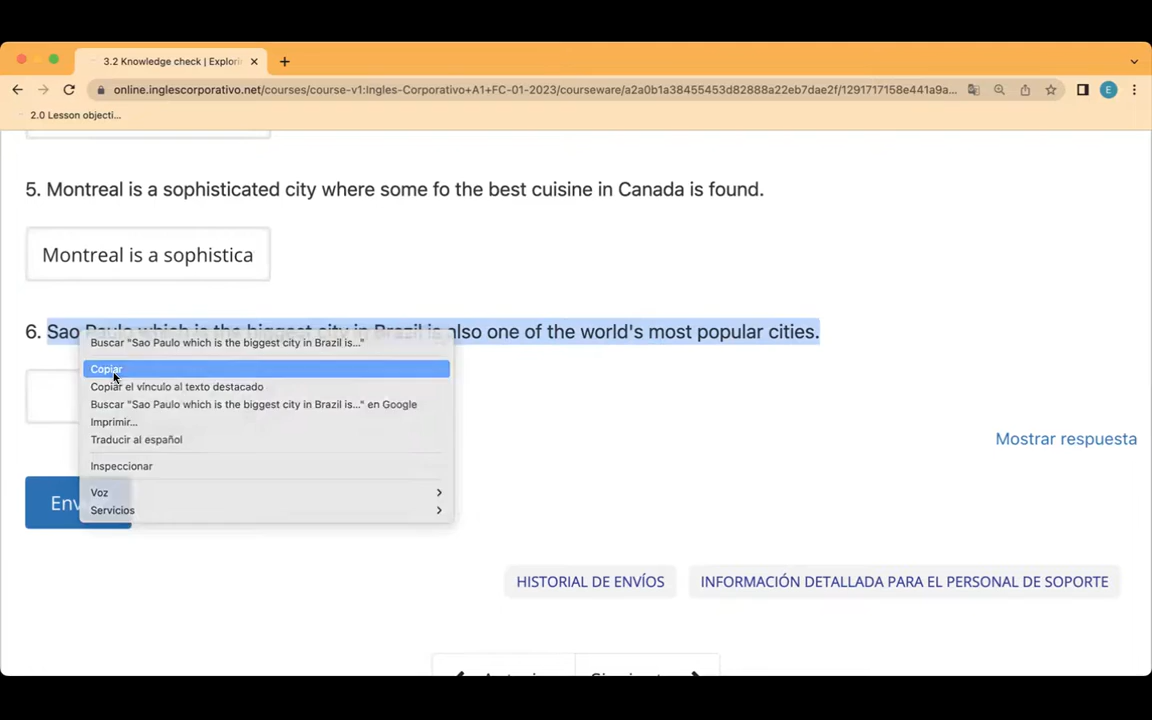 3.2 Knowledge check | Explorin
online.inglescorporativo.net/courses/course-v1:Ingles-Corporativo+A1+FC-01-2023/courseware/a2a0b1a38455453d82888a22eb7dae2f/1291717158e441a9a...
E
2.0 Lesson objecti...
5. Montreal is a sophisticated city where some fo the best cuisine in Canada is found.
Montreal is a sophistica
6. Sao Paulo which is the biggest city in Brazil is also one of the world's most popular cities.
Buscar "Sao Paulo which is the biggest city in Brazil is..."
Copiar
Copiar el vínculo al texto destacado
Buscar "Sao Paulo which is the biggest city in Brazil is..." en Google
Imprimir...
Traducir al español
Mostrar respuesta
Inspeccionar
Voz
Env
Servicios
HISTORIAL DE ENVÍOS
INFORMACIÓN DETALLADA PARA EL PERSONAL DE SOPORTE